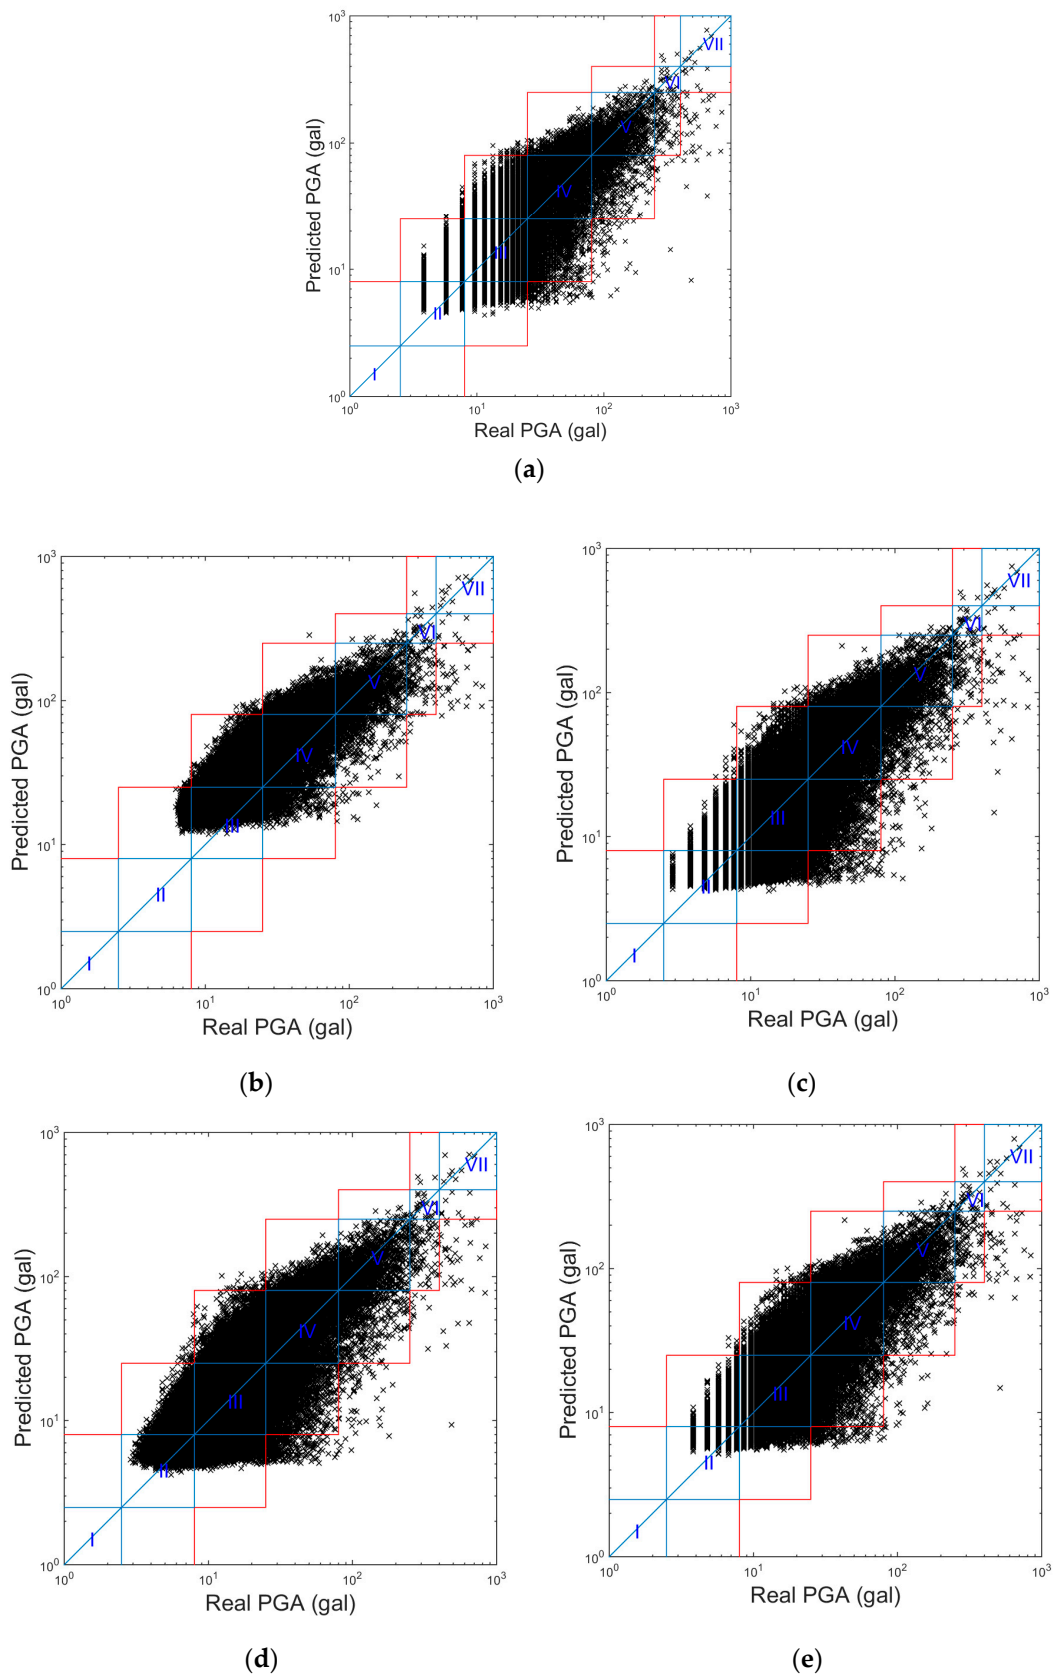 10³
VII
VI
10²
V
Predicted PGA (gal)
IV
III
10¹
II
I
10⁰
10⁰ 10¹ 10² 10³
Real PGA (gal)
(a)
10³
VII
VI
10²
V
Predicted PGA (gal)
IV
III
10¹
II
I
10⁰
10⁰ 10¹ 10² 10³
Real PGA (gal)
(b)
10³
VII
VI
10²
V
Predicted PGA (gal)
IV
III
10¹
II
I
10⁰
10⁰ 10¹ 10² 10³
Real PGA (gal)
(c)
10³
VII
VI
10²
V
Predicted PGA (gal)
IV
III
10¹
II
I
10⁰
10⁰ 10¹ 10² 10³
Real PGA (gal)
(d)
10³
VII
VI
10²
V
Predicted PGA (gal)
IV
III
10¹
II
I
10⁰
10⁰ 10¹ 10² 10³
Real PGA (gal)
(e)